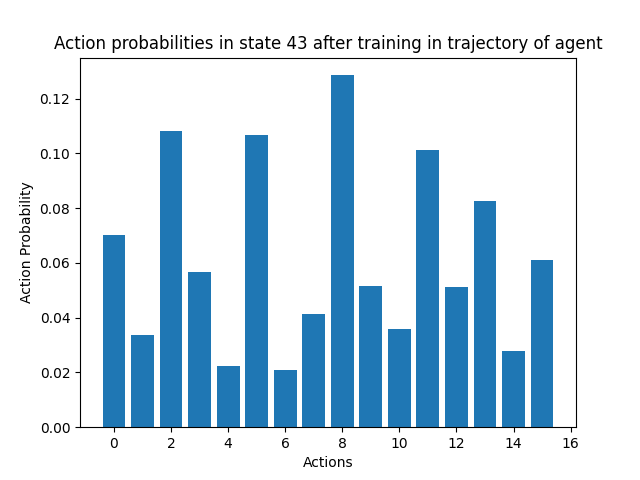 Action probabilities in state 43 after training in trajectory of agent
Action Probability
0.12
0.10
0.08
0.06
0.04
0.02
0.00
0 2 4 6 8 10 12 14 16
Actions